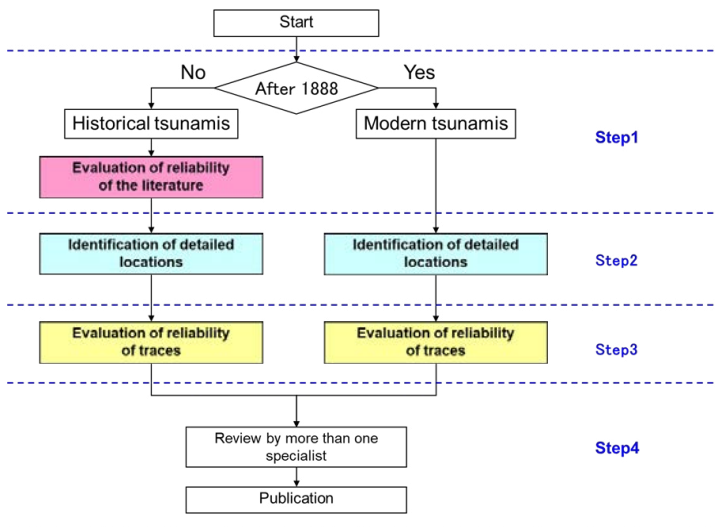 Start
No
Yes
After 1888
Historical tsunamis
Modern tsunamis
Step1
Evaluation of reliability
of the literature
Identification of detailed
locations
Identification of detailed
locations
Step2
Evaluation of reliability
of traces
Evaluation of reliability
of traces
Step3
Review by more than one
specialist
Step4
Publication